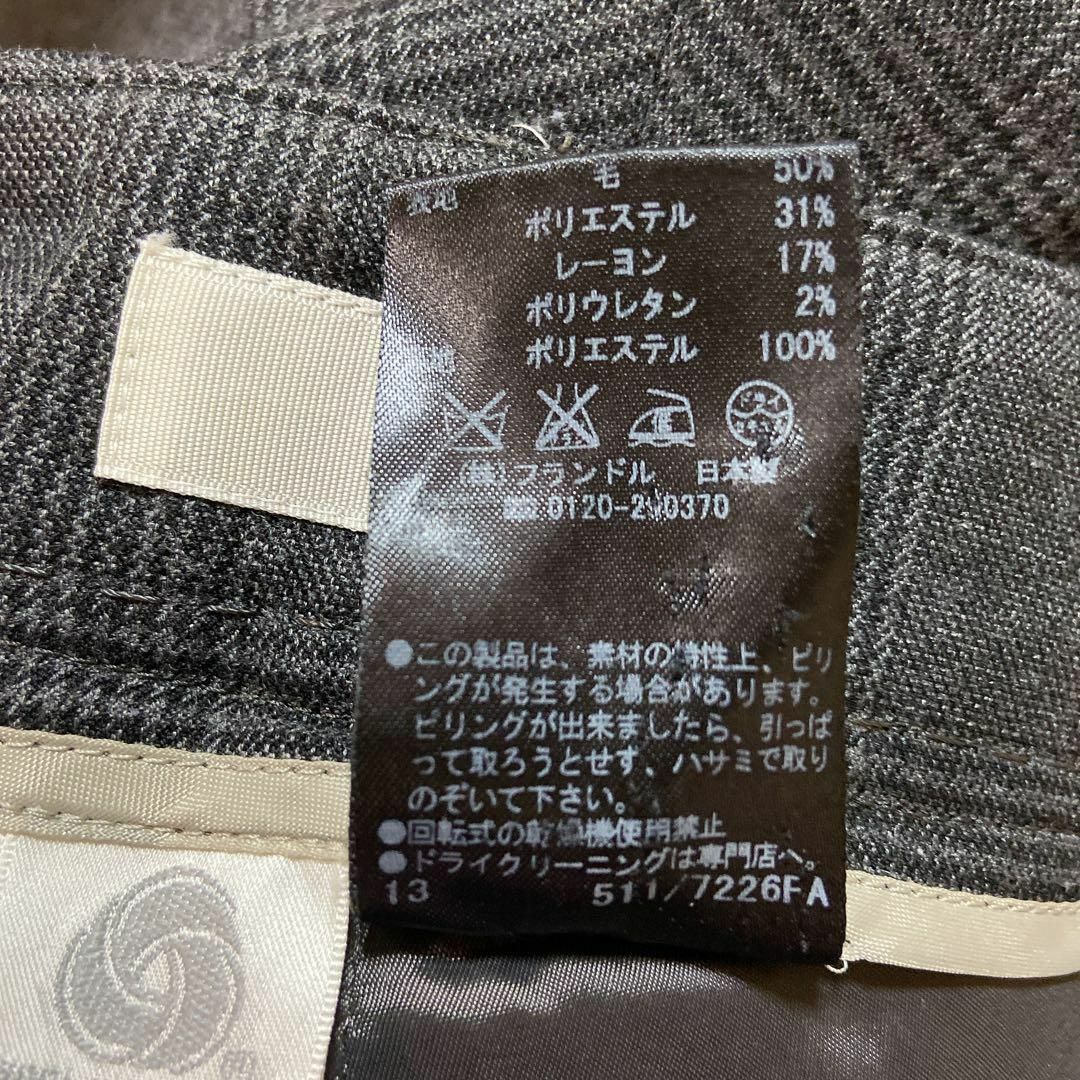 表地 毛 50%
ポリエステル 31%
レーヨン 17%
ポリウレタン 2%
ポリエステル 100%
(株)フランドル 日本製
●この製品は、素材の特性上、ピリ
ングが発生する場合があります。
ピリングが出来ましたら、引っぱ
って取ろうとせず、ハサミで取り
のぞいて下さい。
●回転式の乾燥機使用禁止
●ドライクリーニングは専門店へ。
13 511/7226FA